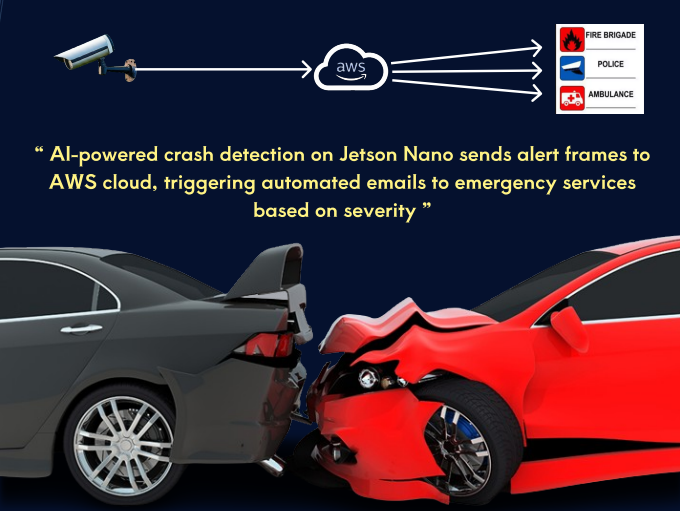 aws
FIRE BRIGADE
POLICE
AMBULANCE
“ AI-powered crash detection on Jetson Nano sends alert frames to
AWS cloud, triggering automated emails to emergency services
based on severity ”